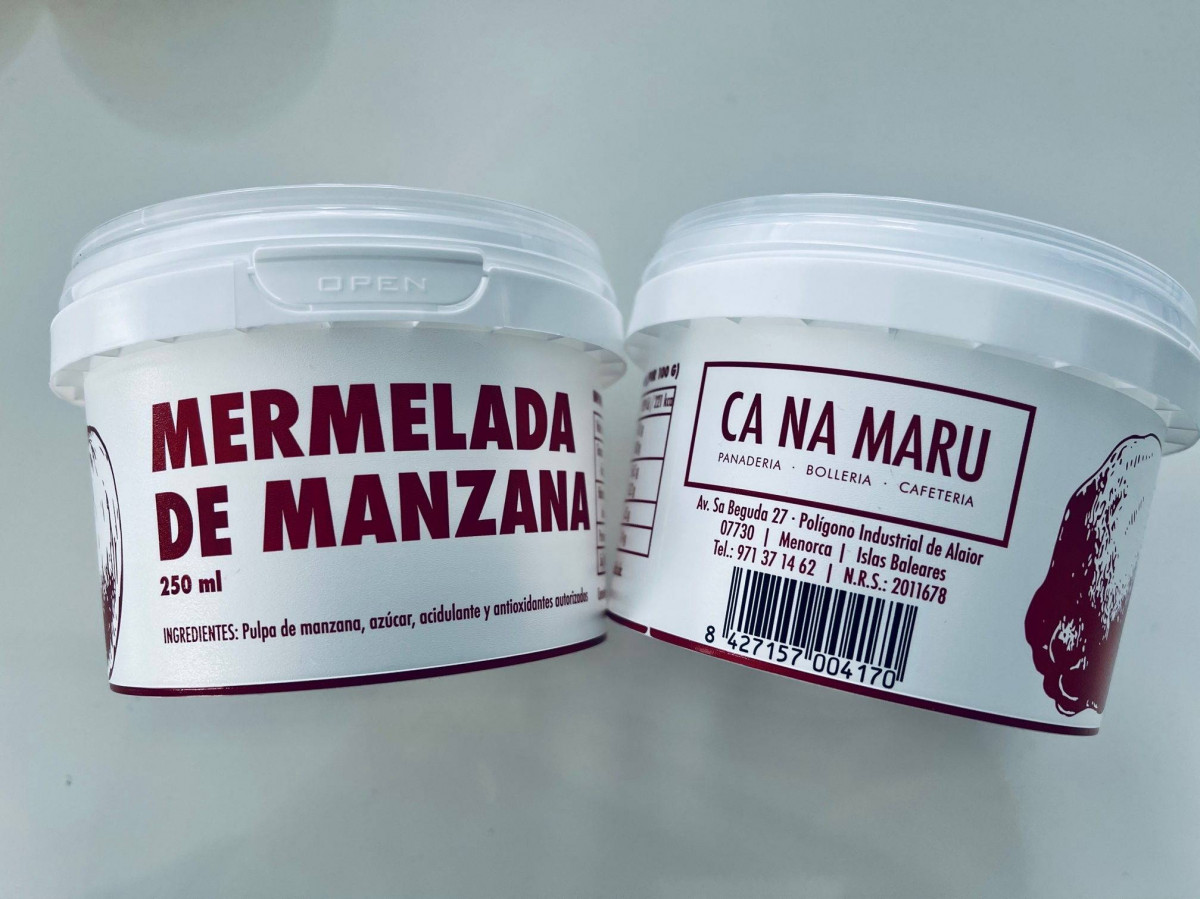 OPEN
MERMELADA
DE MANZANA
250 ml
INGREDIENTES: Pulpa de manzana, azúcar, acidulante y antioxidantes autorizados
100 G)
CA NA MARU
PANADERIA · BOLLERIA · CAFETERIA
Av. Sa Beguda 27 · Polígono Industrial de Alaior
07730 | Menorca | Islas Baleares
Tel.: 971 37 14 62 | N.R.S.: 2011678
8 427157 004170